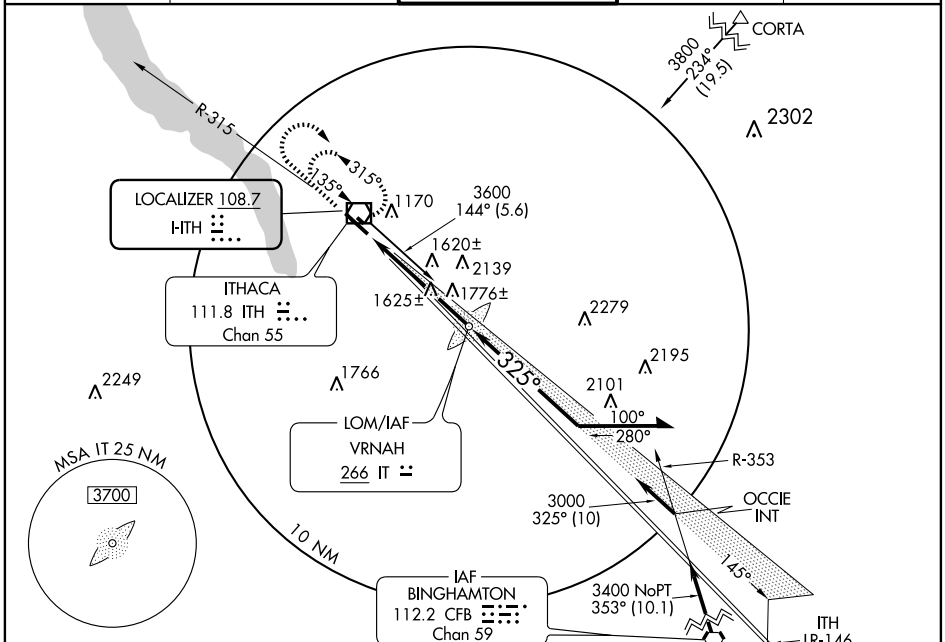 CORTA
3800
234°
(19.5)
2302
R-315
315°
135°
LOCALIZER 108.7
I-ITH
1170
3600
144° (5.6)
1620±
2139
ITHACA
111.8 ITH
Chan 55
1625±
1776±
2279
325°
2195
2249
1766
2101
100°
280°
LOM/IAF
VRNAH
266 IT
R-353
MSA IT 25 NM
3700
3000
325° (10)
OCCIE
INT
10 NM
145°
IAF
BINGHAMTON
112.2 CFB
Chan 59
3400 NoPT
353° (10.1)
ITH
LR-146